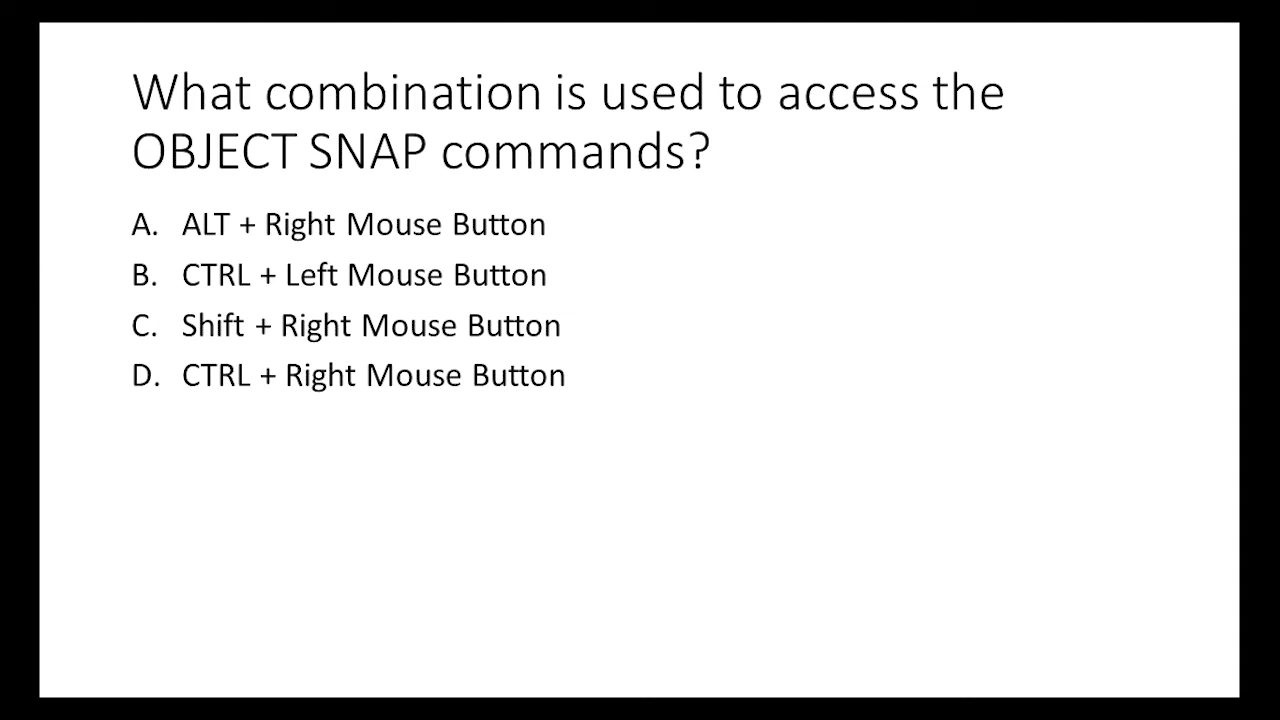 What combination is used to access the
OBJECT SNAP commands?
A. ALT + Right Mouse Button
B. CTRL + Left Mouse Button
C. Shift + Right Mouse Button
D. CTRL + Right Mouse Button